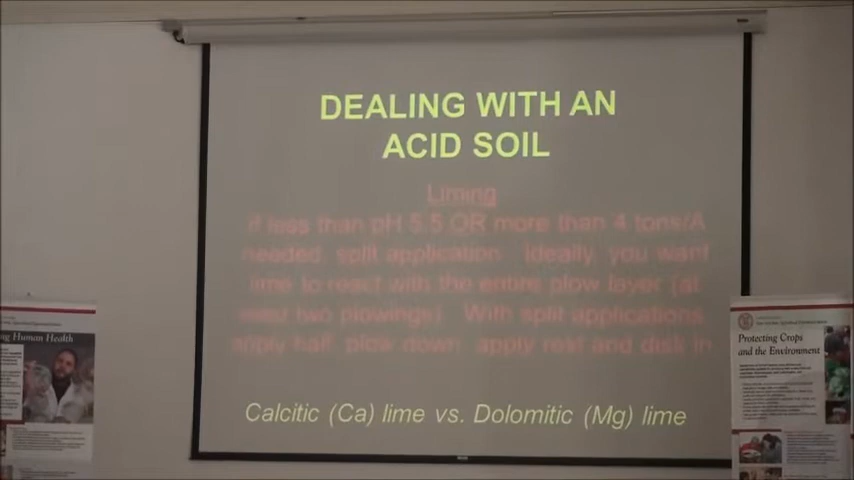 DEALING WITH AN
ACID SOIL
Liming
If less than pH 5.5 OR more than 4 tons/A
needed, split application. Ideally, you want
lime to react with the entire plow layer (at
least two plowings). With split applications,
apply half, plow down, apply rest and disk in
Calcitic (Ca) lime vs. Dolomitic (Mg) lime
ng Human Health
Protecting Crops
and the Environment